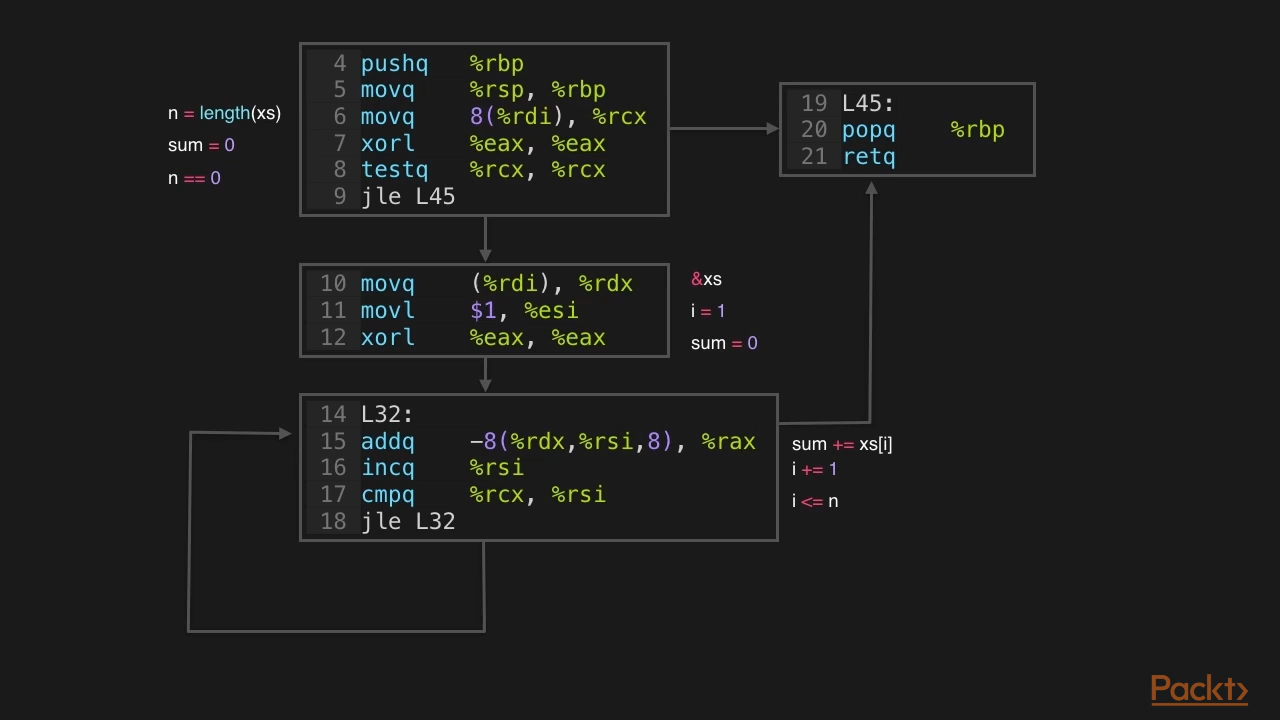 n = length(xs)
sum = 0
n == 0
4 pushq %rbp
5 movq %rsp, %rbp
6 movq 8(%rdi), %rcx
7 xorl %eax, %eax
8 testq %rcx, %rcx
9 jle L45
19 L45:
20 popq %rbp
21 retq
10 movq (%rdi), %rdx
11 movl $1, %esi
12 xorl %eax, %eax
&xs
i = 1
sum = 0
14 L32:
15 addq −8(%rdx,%rsi,8), %rax
16 incq %rsi
17 cmpq %rcx, %rsi
18 jle L32
sum += xs[i]
i += 1
i <= n
Packt>